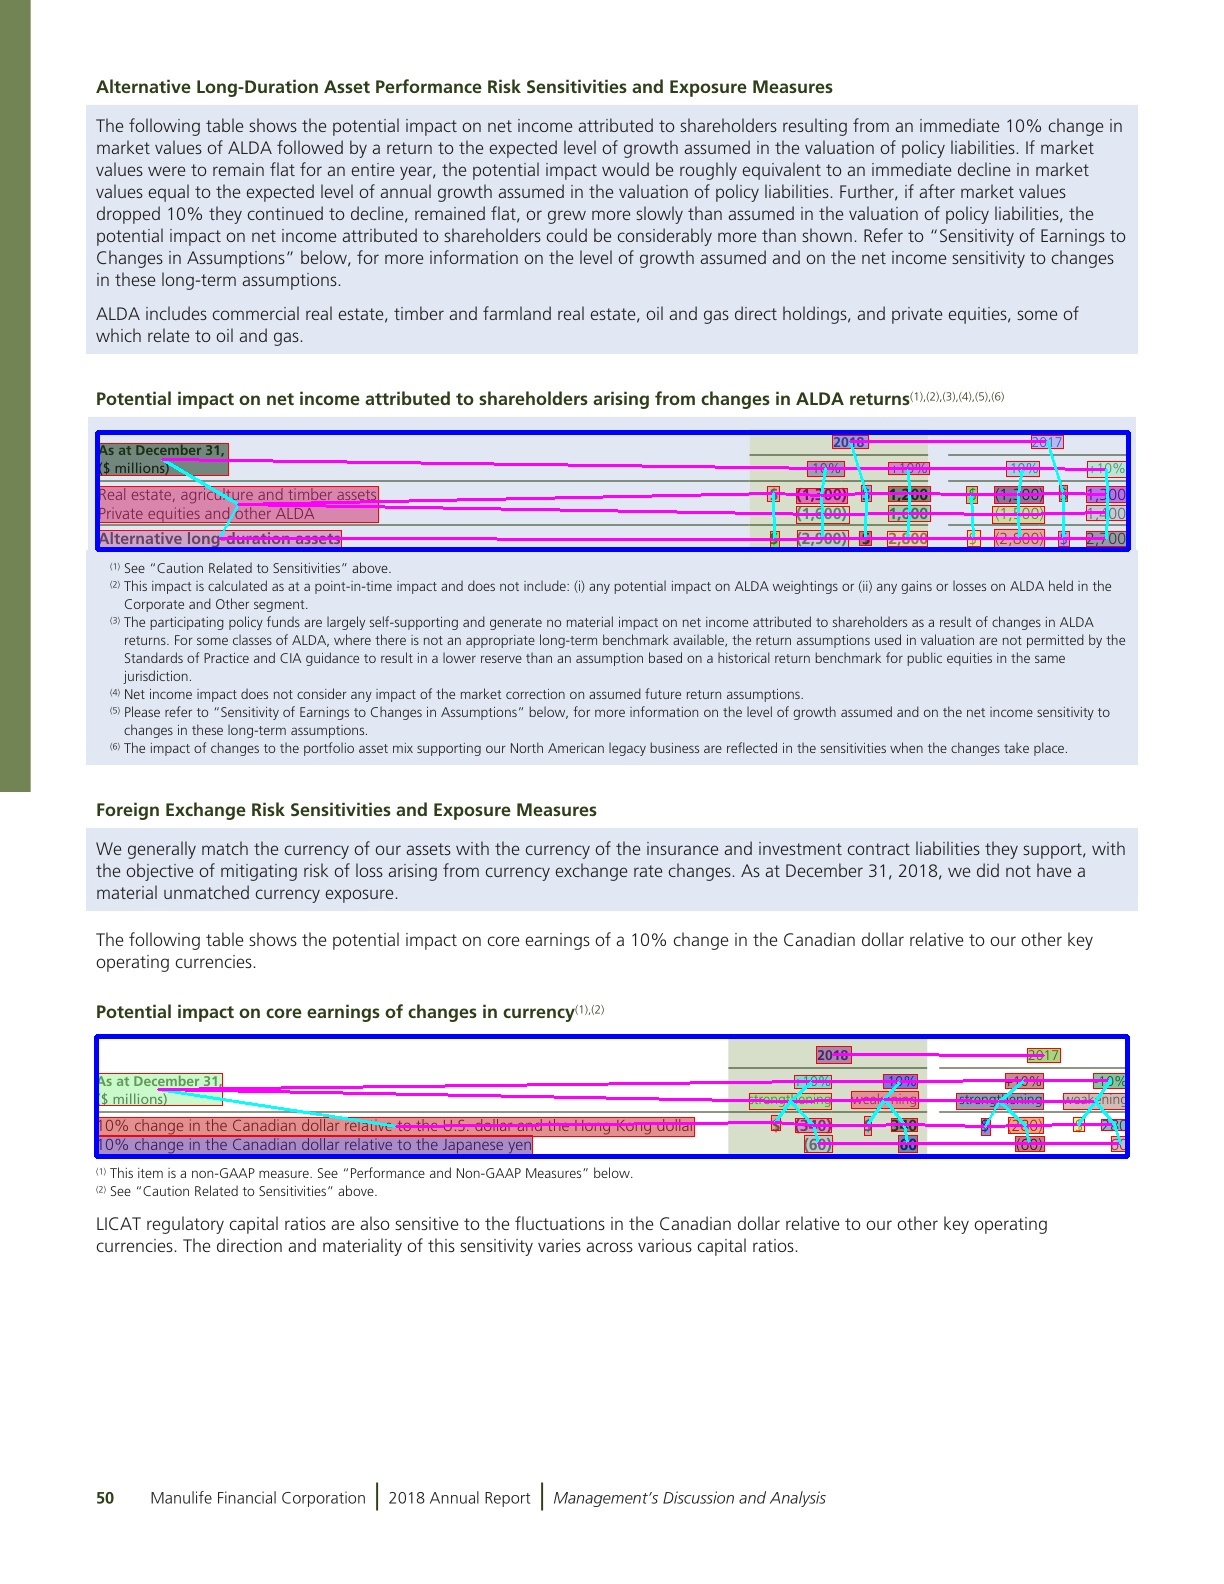 Alternative Long-Duration Asset Performance Risk Sensitivities and Exposure Measures
The following table shows the potential impact on net income attributed to shareholders resulting from an immediate 10% change in
market values of ALDA followed by a return to the expected level of growth assumed in the valuation of policy liabilities. If market
values were to remain flat for an entire year, the potential impact would be roughly equivalent to an immediate decline in market
values equal to the expected level of annual growth assumed in the valuation of policy liabilities. Further, if after market values
dropped 10% they continued to decline, remained flat, or grew more slowly than assumed in the valuation of policy liabilities, the
potential impact on net income attributed to shareholders could be considerably more than shown. Refer to “Sensitivity of Earnings to
Changes in Assumptions” below, for more information on the level of growth assumed and on the net income sensitivity to changes
in these long-term assumptions.
ALDA includes commercial real estate, timber and farmland real estate, oil and gas direct holdings, and private equities, some of
which relate to oil and gas.
Potential impact on net income attributed to shareholders arising from changes in ALDA returns(1),(2),(3),(4),(5),(6)
As at December 31, 2018 2017
($ millions) -10% +10% -10% +10%
Real estate, agriculture and timber assets $ (1,300) $ 1,200 $ (1,300) $ 1,300
Private equities and other ALDA (1,600) 1,600 (1,500) 1,400
Alternative long-duration assets $ (2,900) $ 2,800 $ (2,800) $ 2,700
(1) See “Caution Related to Sensitivities” above.
(2) This impact is calculated as at a point-in-time impact and does not include: (i) any potential impact on ALDA weightings or (ii) any gains or losses on ALDA held in the
Corporate and Other segment.
(3) The participating policy funds are largely self-supporting and generate no material impact on net income attributed to shareholders as a result of changes in ALDA
returns. For some classes of ALDA, where there is not an appropriate long-term benchmark available, the return assumptions used in valuation are not permitted by the
Standards of Practice and CIA guidance to result in a lower reserve than an assumption based on a historical return benchmark for public equities in the same
jurisdiction.
(4) Net income impact does not consider any impact of the market correction on assumed future return assumptions.
(5) Please refer to “Sensitivity of Earnings to Changes in Assumptions” below, for more information on the level of growth assumed and on the net income sensitivity to
changes in these long-term assumptions.
(6) The impact of changes to the portfolio asset mix supporting our North American legacy business are reflected in the sensitivities when the changes take place.
Foreign Exchange Risk Sensitivities and Exposure Measures
We generally match the currency of our assets with the currency of the insurance and investment contract liabilities they support, with
the objective of mitigating risk of loss arising from currency exchange rate changes. As at December 31, 2018, we did not have a
material unmatched currency exposure.
The following table shows the potential impact on core earnings of a 10% change in the Canadian dollar relative to our other key
operating currencies.
Potential impact on core earnings of changes in currency(1),(2)
2018 2017
As at December 31, +10% -10% +10% -10%
($ millions) strengthening weakening strengthening weakening
10% change in the Canadian dollar relative to the U.S. dollar and the Hong Kong dollar $ $ $ $
10% change in the Canadian dollar relative to the Japanese yen (60) 60 (60) 60
(1) This item is a non-GAAP measure. See “Performance and Non-GAAP Measures” below.
(2) See “Caution Related to Sensitivities” above.
LICAT regulatory capital ratios are also sensitive to the fluctuations in the Canadian dollar relative to our other key operating
currencies. The direction and materiality of this sensitivity varies across various capital ratios.
50 Manulife Financial Corporation | 2018 Annual Report | Management’s Discussion and Analysis